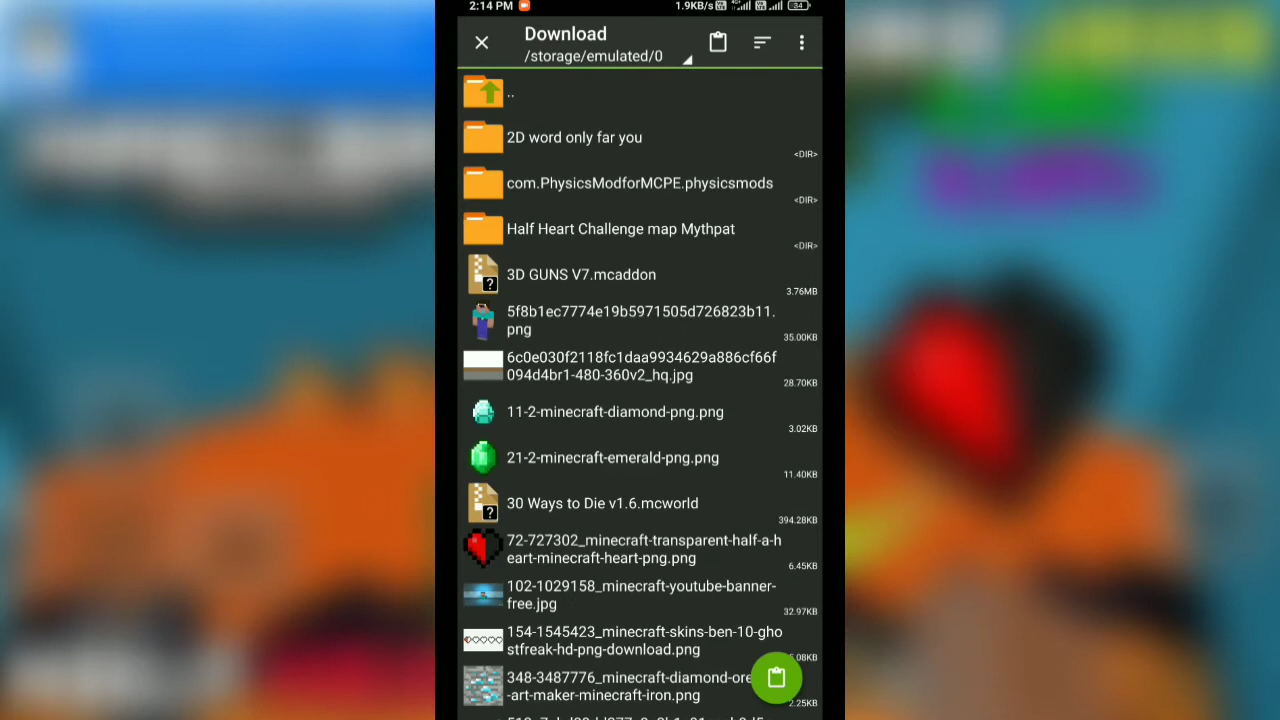 2:14 PM
1.9KB/s
34
Download
/storage/emulated/0
..
2D word only far you
<DIR>
com.PhysicsModforMCPE.physicsmods
<DIR>
Half Heart Challenge map Mythpat
<DIR>
3D GUNS V7.mcaddon
3.76MB
5f8b1ec7774e19b5971505d726823b11.
png
35.00KB
6c0e030f2118fc1daa9934629a886cf66f
094d4br1-480-360v2_hq.jpg
28.70KB
11-2-minecraft-diamond-png.png
3.02KB
21-2-minecraft-emerald-png.png
11.40KB
30 Ways to Die v1.6.mcworld
394.28KB
72-727302_minecraft-transparent-half-a-h
eart-minecraft-heart-png.png
6.45KB
102-1029158_minecraft-youtube-banner-
free.jpg
32.97KB
154-1545423_minecraft-skins-ben-10-gho
stfreak-hd-png-download.png
348-3487776_minecraft-diamond-ore
-art-maker-minecraft-iron.png